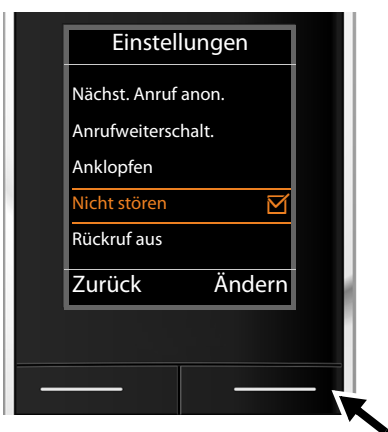 Einstellungen
Nächst. Anruf anon.
Anrufweiterschalt.
Anklopfen
Nicht stören
Rückruf aus
Zurück Ändern